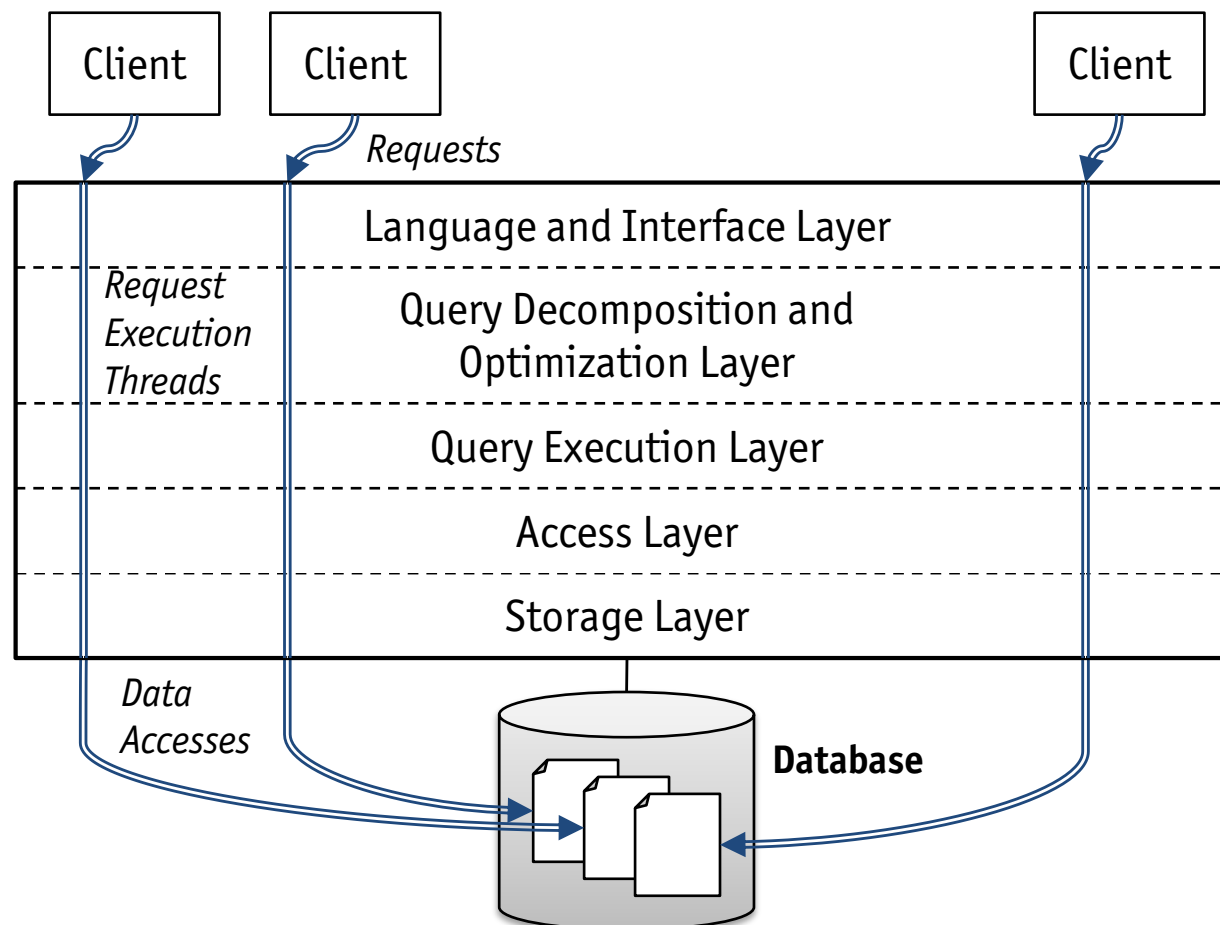 Client
Client
Client
Requests
Language and Interface Layer
Request
Execution
Threads
Query Decomposition and
Optimization Layer
Query Execution Layer
Access Layer
Storage Layer
Data
Accesses
Database